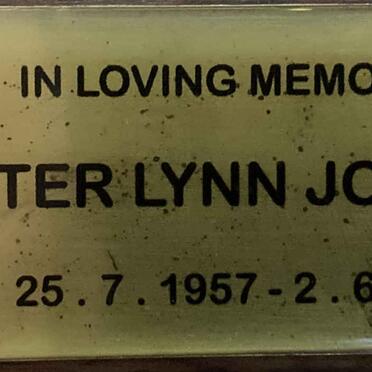 IN LOVING MEMO
TER LYNN JO
25 . 7 . 1957 - 2 . 6